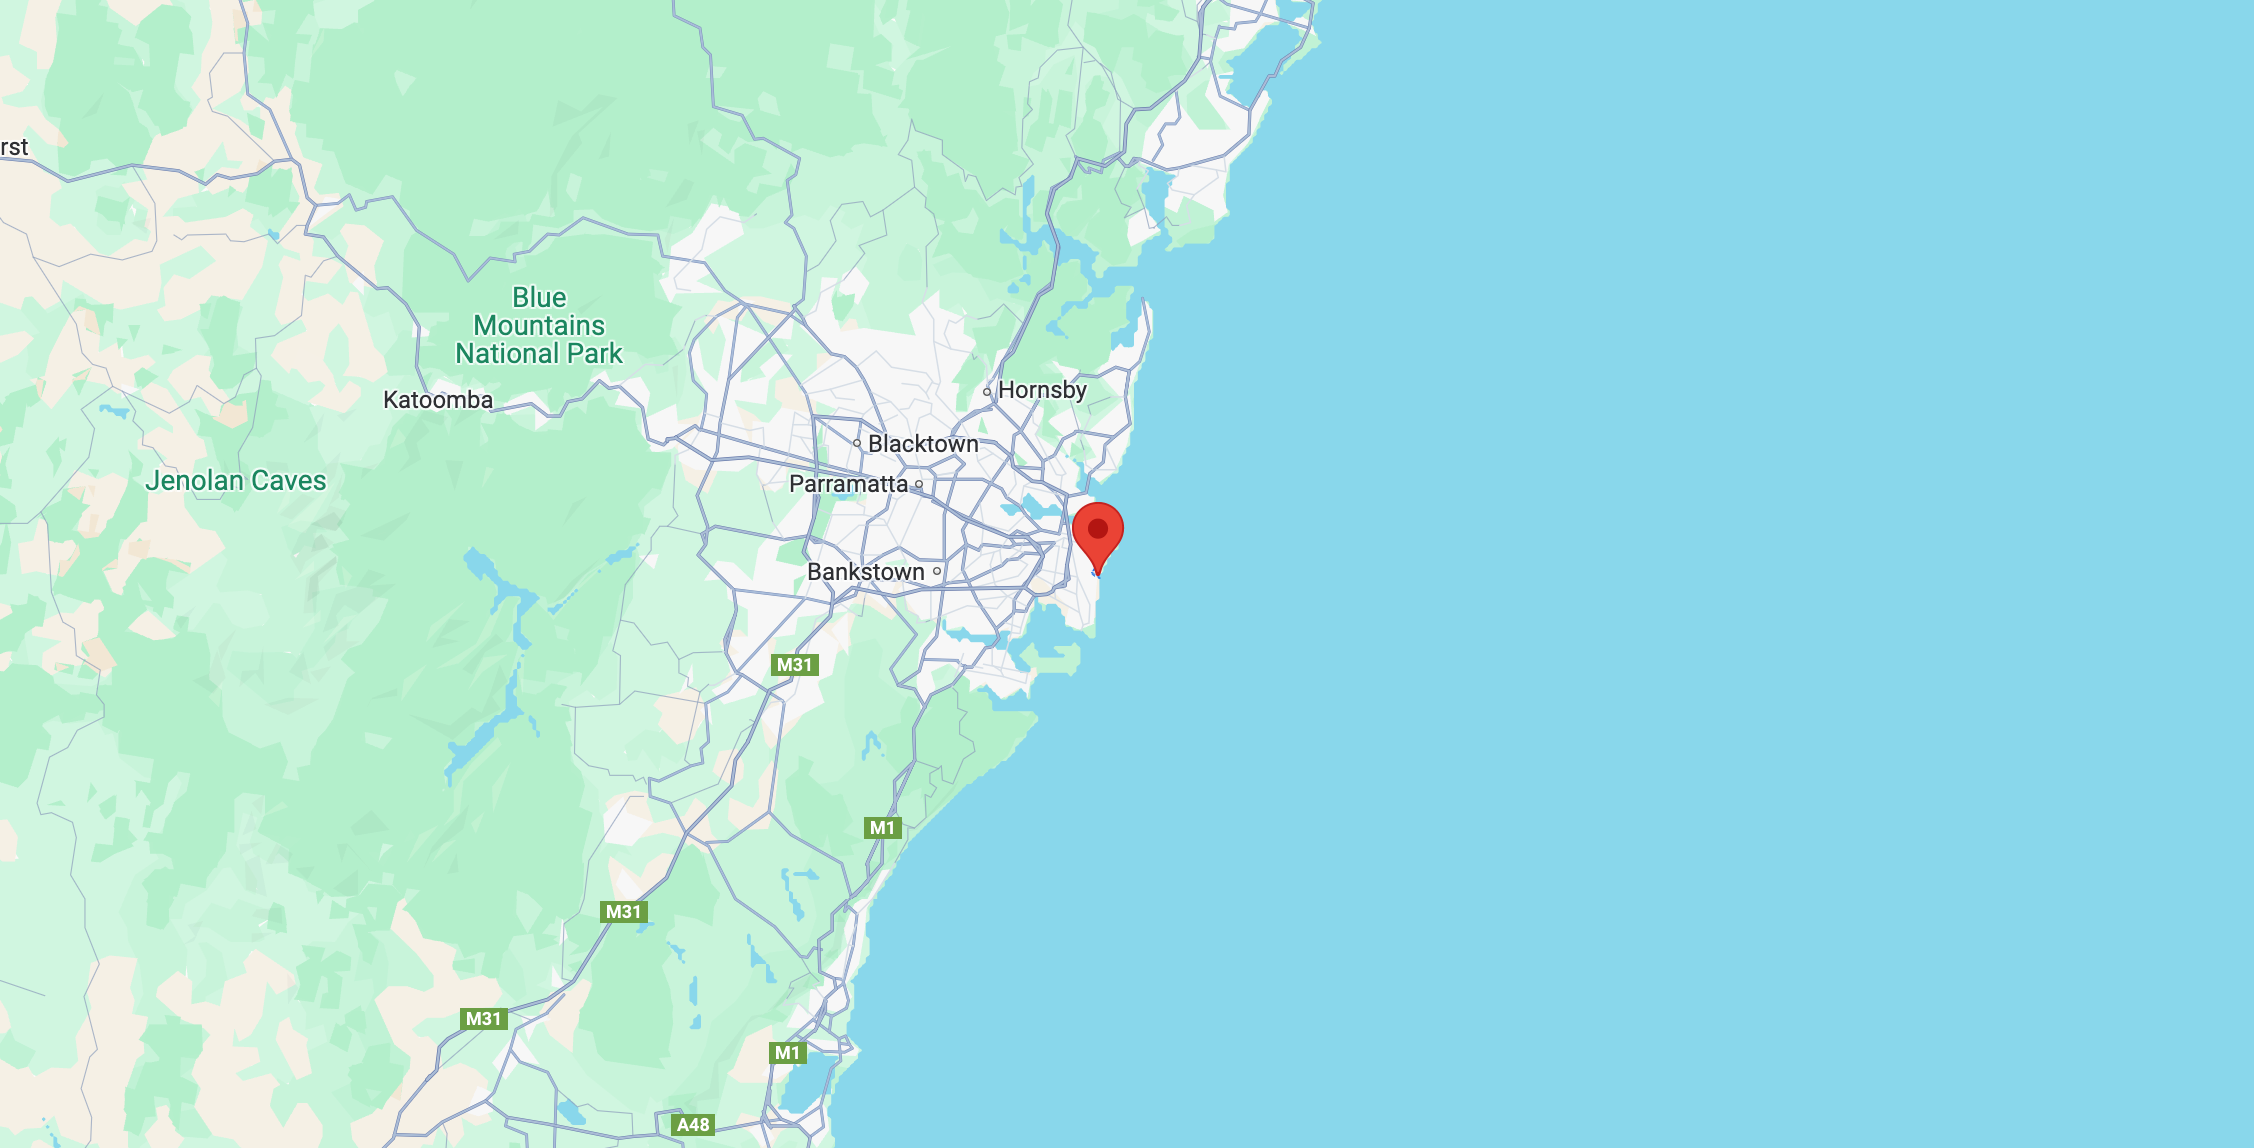 rst
Blue
Mountains
National Park
Katoomba
Hornsby
Blacktown
Jenolan Caves
Parramatta
Bankstown
M31
M1
M31
M31
M1
A48